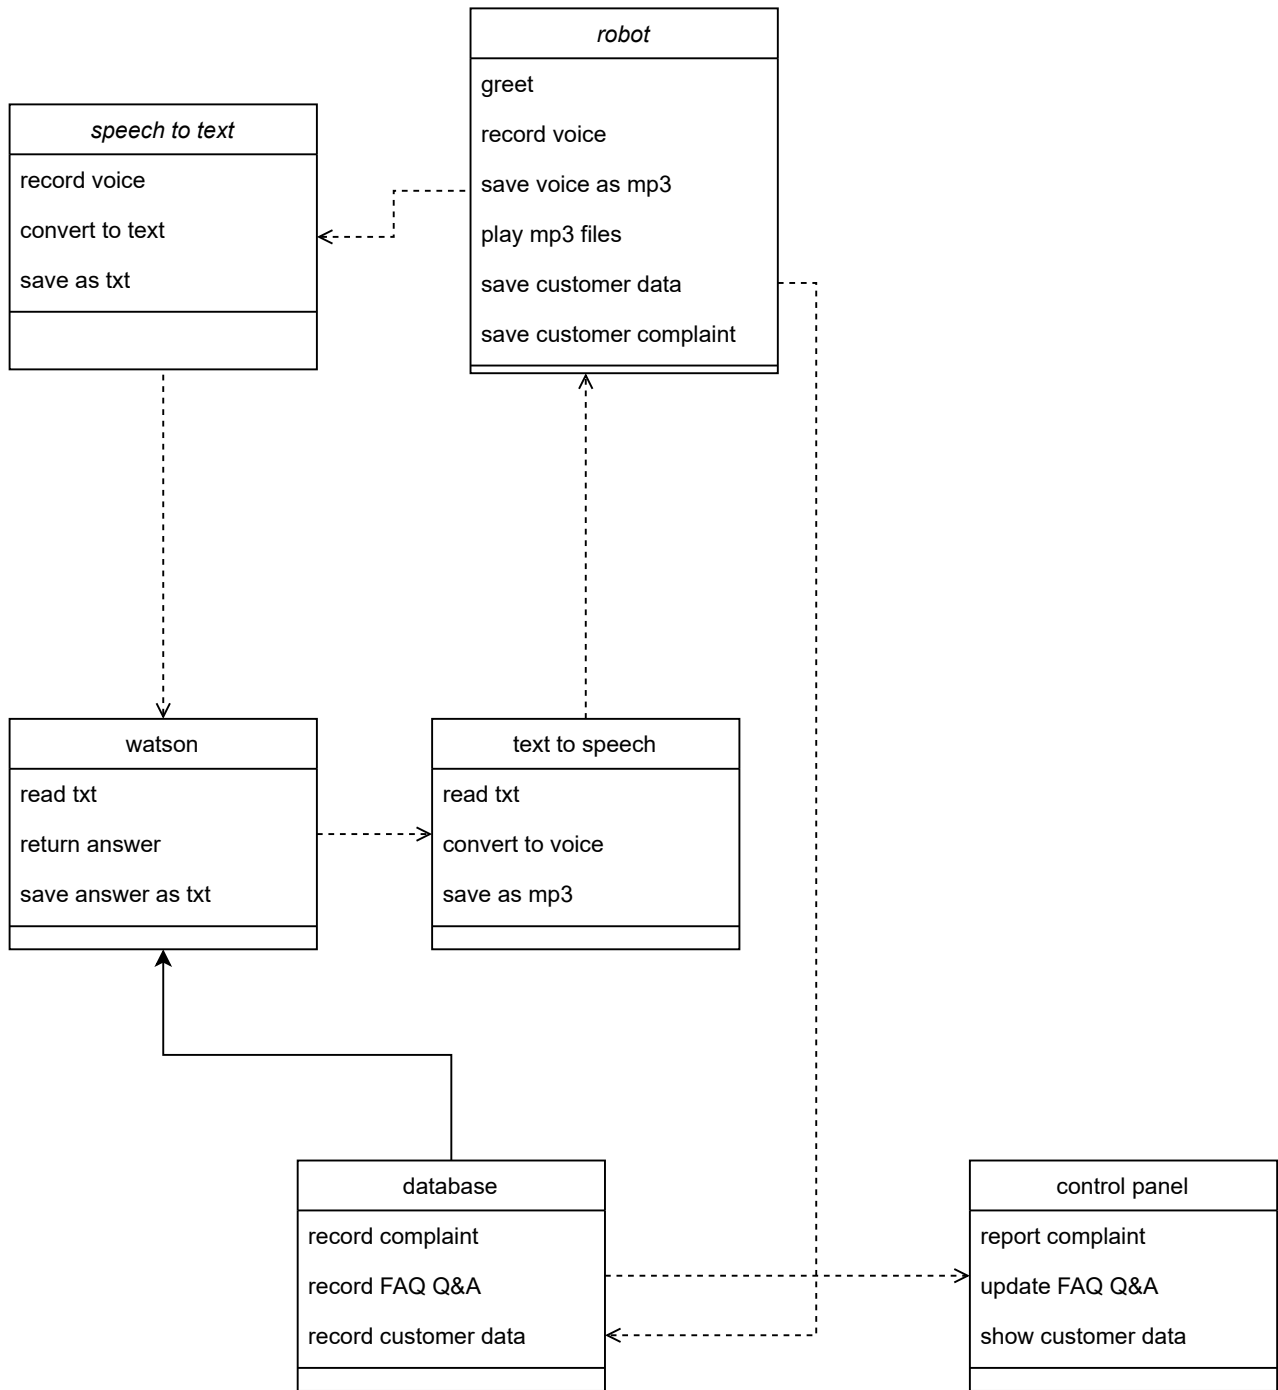 robot
greet
record voice
save voice as mp3
play mp3 files
save customer data
save customer complaint
speech to text
record voice
convert to text
save as txt
watson
read txt
return answer
save answer as txt
text to speech
read txt
convert to voice
save as mp3
database
record complaint
record FAQ Q&A
record customer data
control panel
report complaint
update FAQ Q&A
show customer data